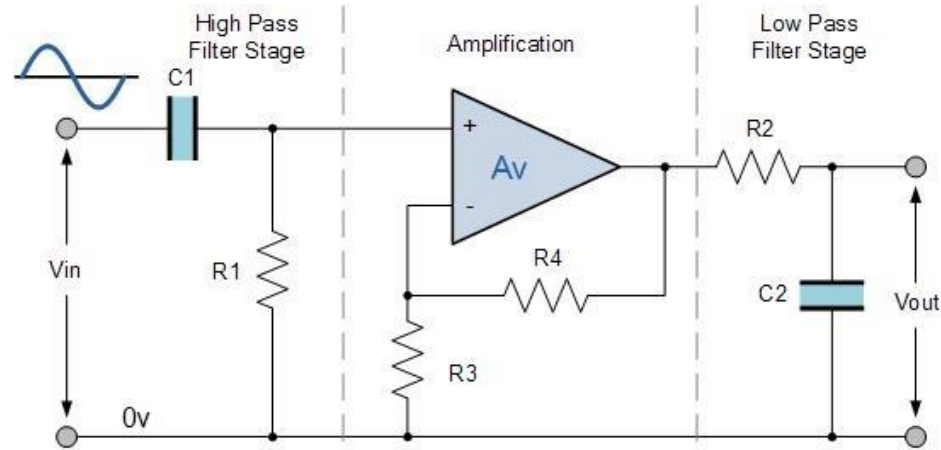 High Pass
Filter Stage
Amplification
Low Pass
Filter Stage
C1
R2
+
Av
-
Vin
R1
R4
C2
Vout
R3
0v